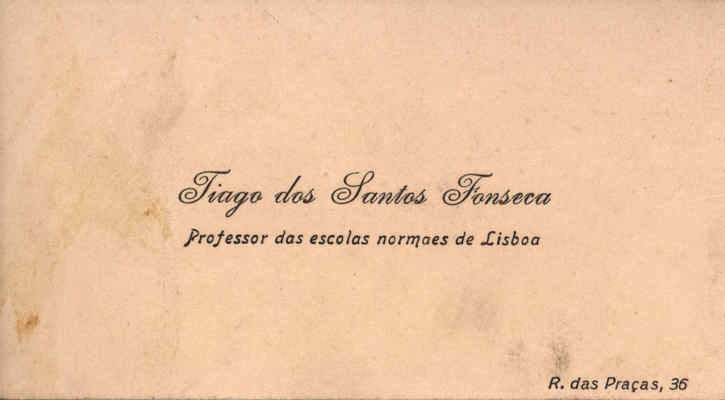 Tiago dos Santos Fonseca
Professor das escolas normaes de Lisboa
R. das Praças, 36